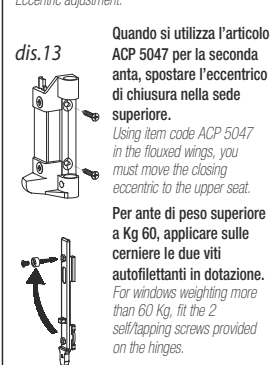 Eccentric adjustment.
dis.13
Quando si utilizza l'articolo
ACP 5047 per la seconda
anta, spostare l'eccentrico
di chiusura nella sede
superiore.
Using item code ACP 5047
in the flouxed wings, you
must move the closing
eccentric to the upper seat.
Per ante di peso superiore
a Kg 60, applicare sulle
cerniere le due viti
autofilettanti in dotazione.
For windows weighting more
than 60 Kg, fit the 2
self/tapping screws provided
on the hinges.